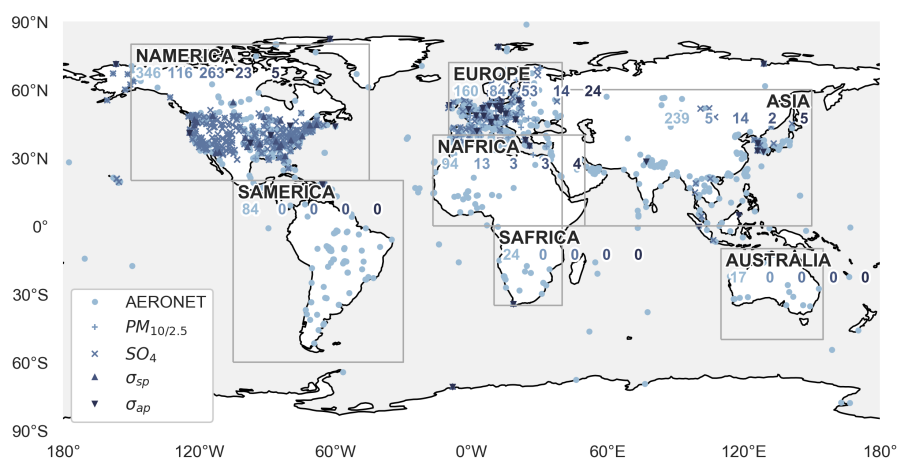 90°N
60°N
30°N
0°
30°S
60°S
90°S
NAMERICA
346 116 263 23 5
EUROPE
160 84 53 14 24
ASIA
239 5 14 2 5
NAFRICA
94 13 3 3 4
SAMERICA
84 0 0 0 0
SAFRICA
24 0 0 0 0
AUSTRALIA
17 0 0 0 0
AERONET
PM10/2.5
SO4
σsp
σap
180° 120°W 60°W 0°W 60°E 120°E 180°